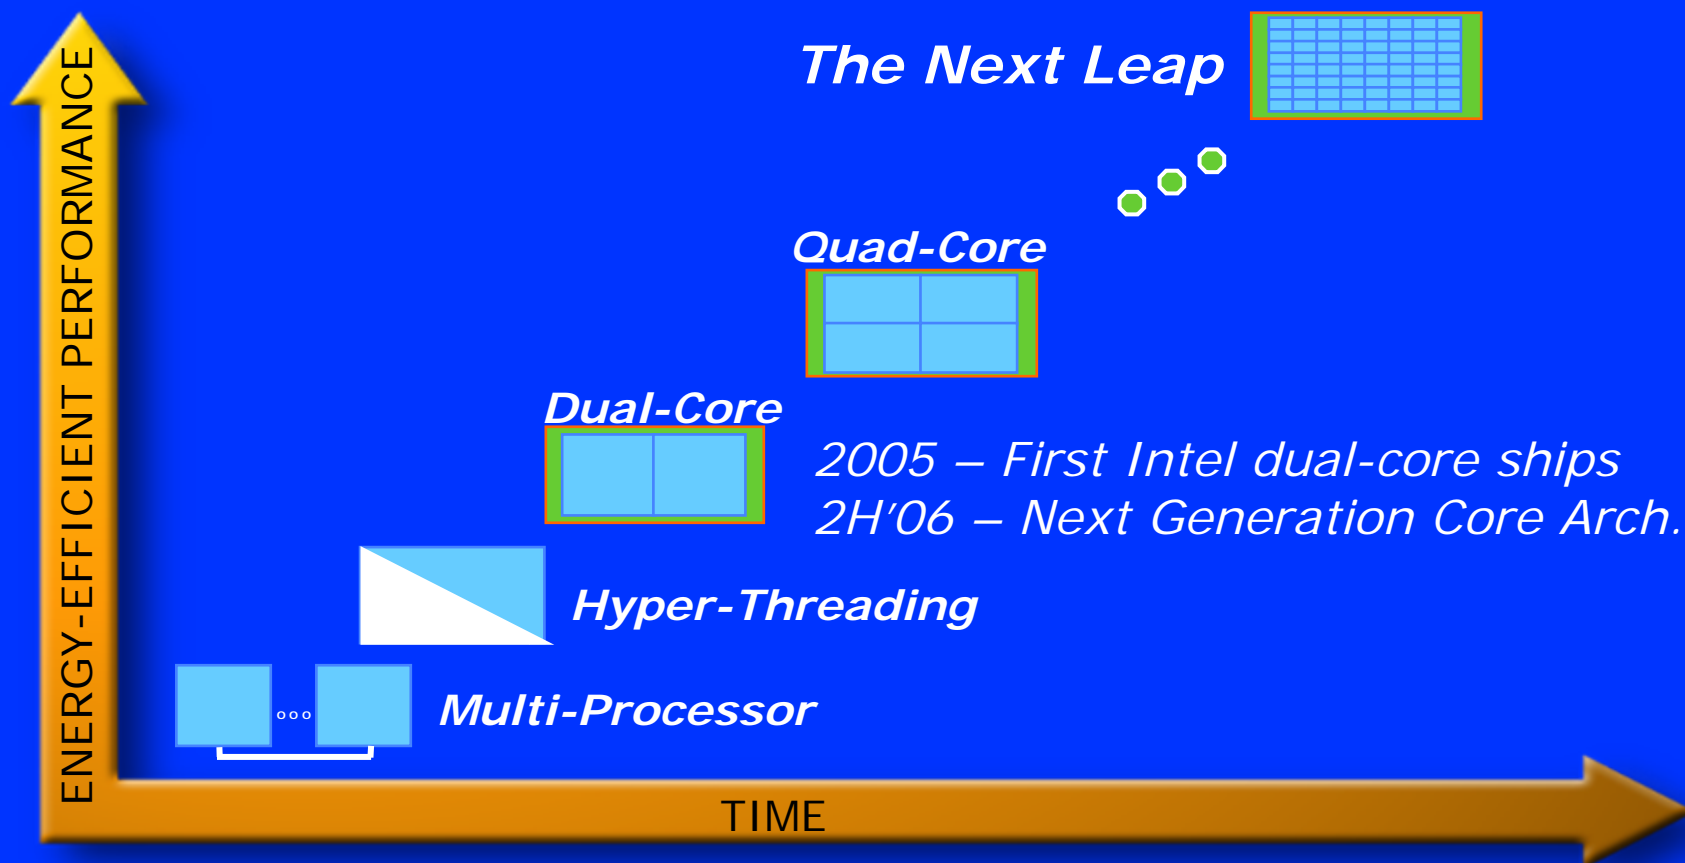 ENERGY-EFFICIENT PERFORMANCE
The Next Leap
Quad-Core
Dual-Core
2005 – First Intel dual-core ships
2H’06 – Next Generation Core Arch.
Hyper-Threading
Multi-Processor
TIME